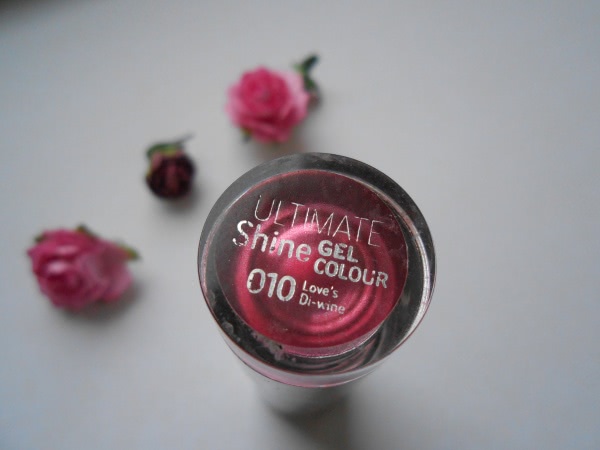 ULTIMATE
Shine GEL
COLOUR
010 Love's
Di-wine